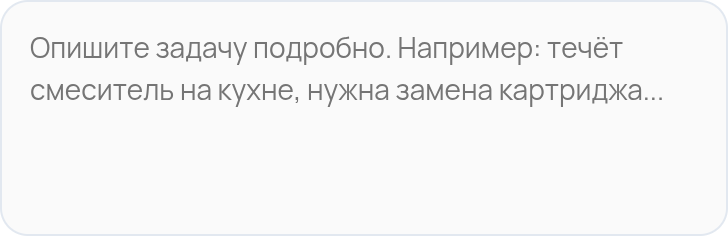 Опишите задачу подробно. Например: течёт
смеситель на кухне, нужна замена картриджа...